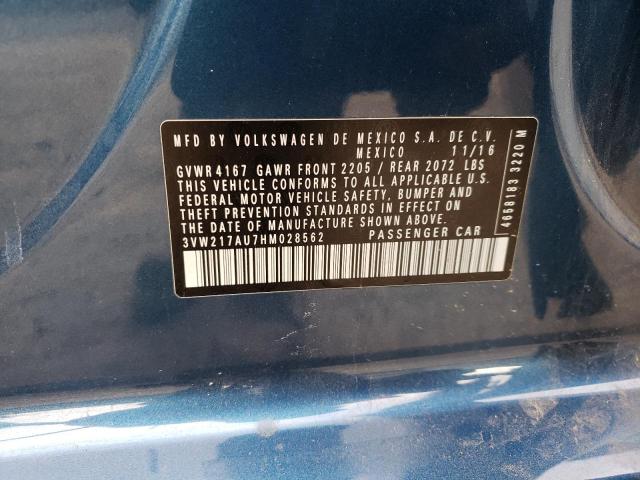 MFD BY VOLKSWAGEN DE MEXICO S.A. DE C.V.
MEXICO 11/16
GVWR 4167 GAWR FRONT 2205 / REAR 2072 LBS
THIS VEHICLE CONFORMS TO ALL APPLICABLE U.S.
FEDERAL MOTOR VEHICLE SAFETY, BUMPER AND
THEFT PREVENTION STANDARDS IN EFFECT ON
THE DATE OF MANUFACTURE SHOWN ABOVE.
3VW217AU7HM028562 PASSENGER CAR
4658183 3220 M